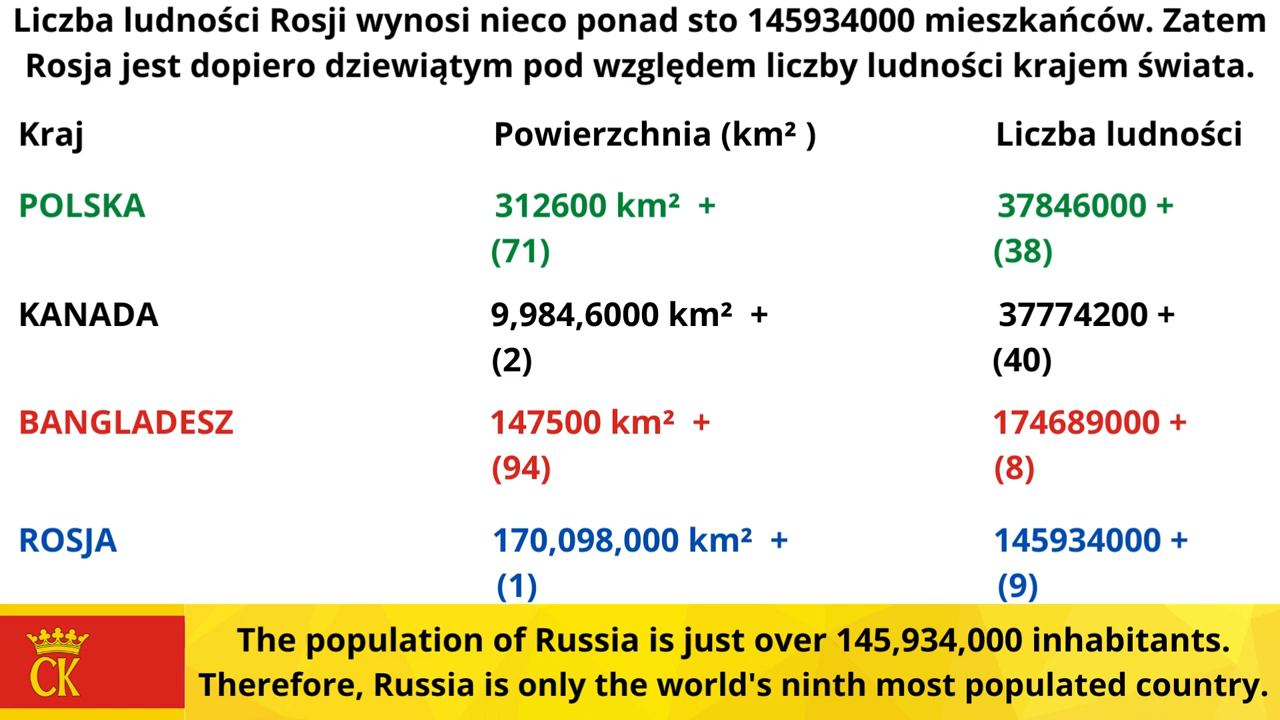 Liczba ludności Rosji wynosi nieco ponad sto 145934000 mieszkańców. Zatem
Rosja jest dopiero dziewiątym pod względem liczby ludności krajem świata.
Kraj Powierzchnia (km² ) Liczba ludności
POLSKA 312600 km² + 37846000 +
(71) (38)
KANADA 9,984,6000 km² + 37774200 +
(2) (40)
BANGLADESZ 147500 km² + 174689000 +
(94) (8)
ROSJA 170,098,000 km² + 145934000 +
(1) (9)
CK
The population of Russia is just over 145,934,000 inhabitants.
Therefore, Russia is only the world's ninth most populated country.